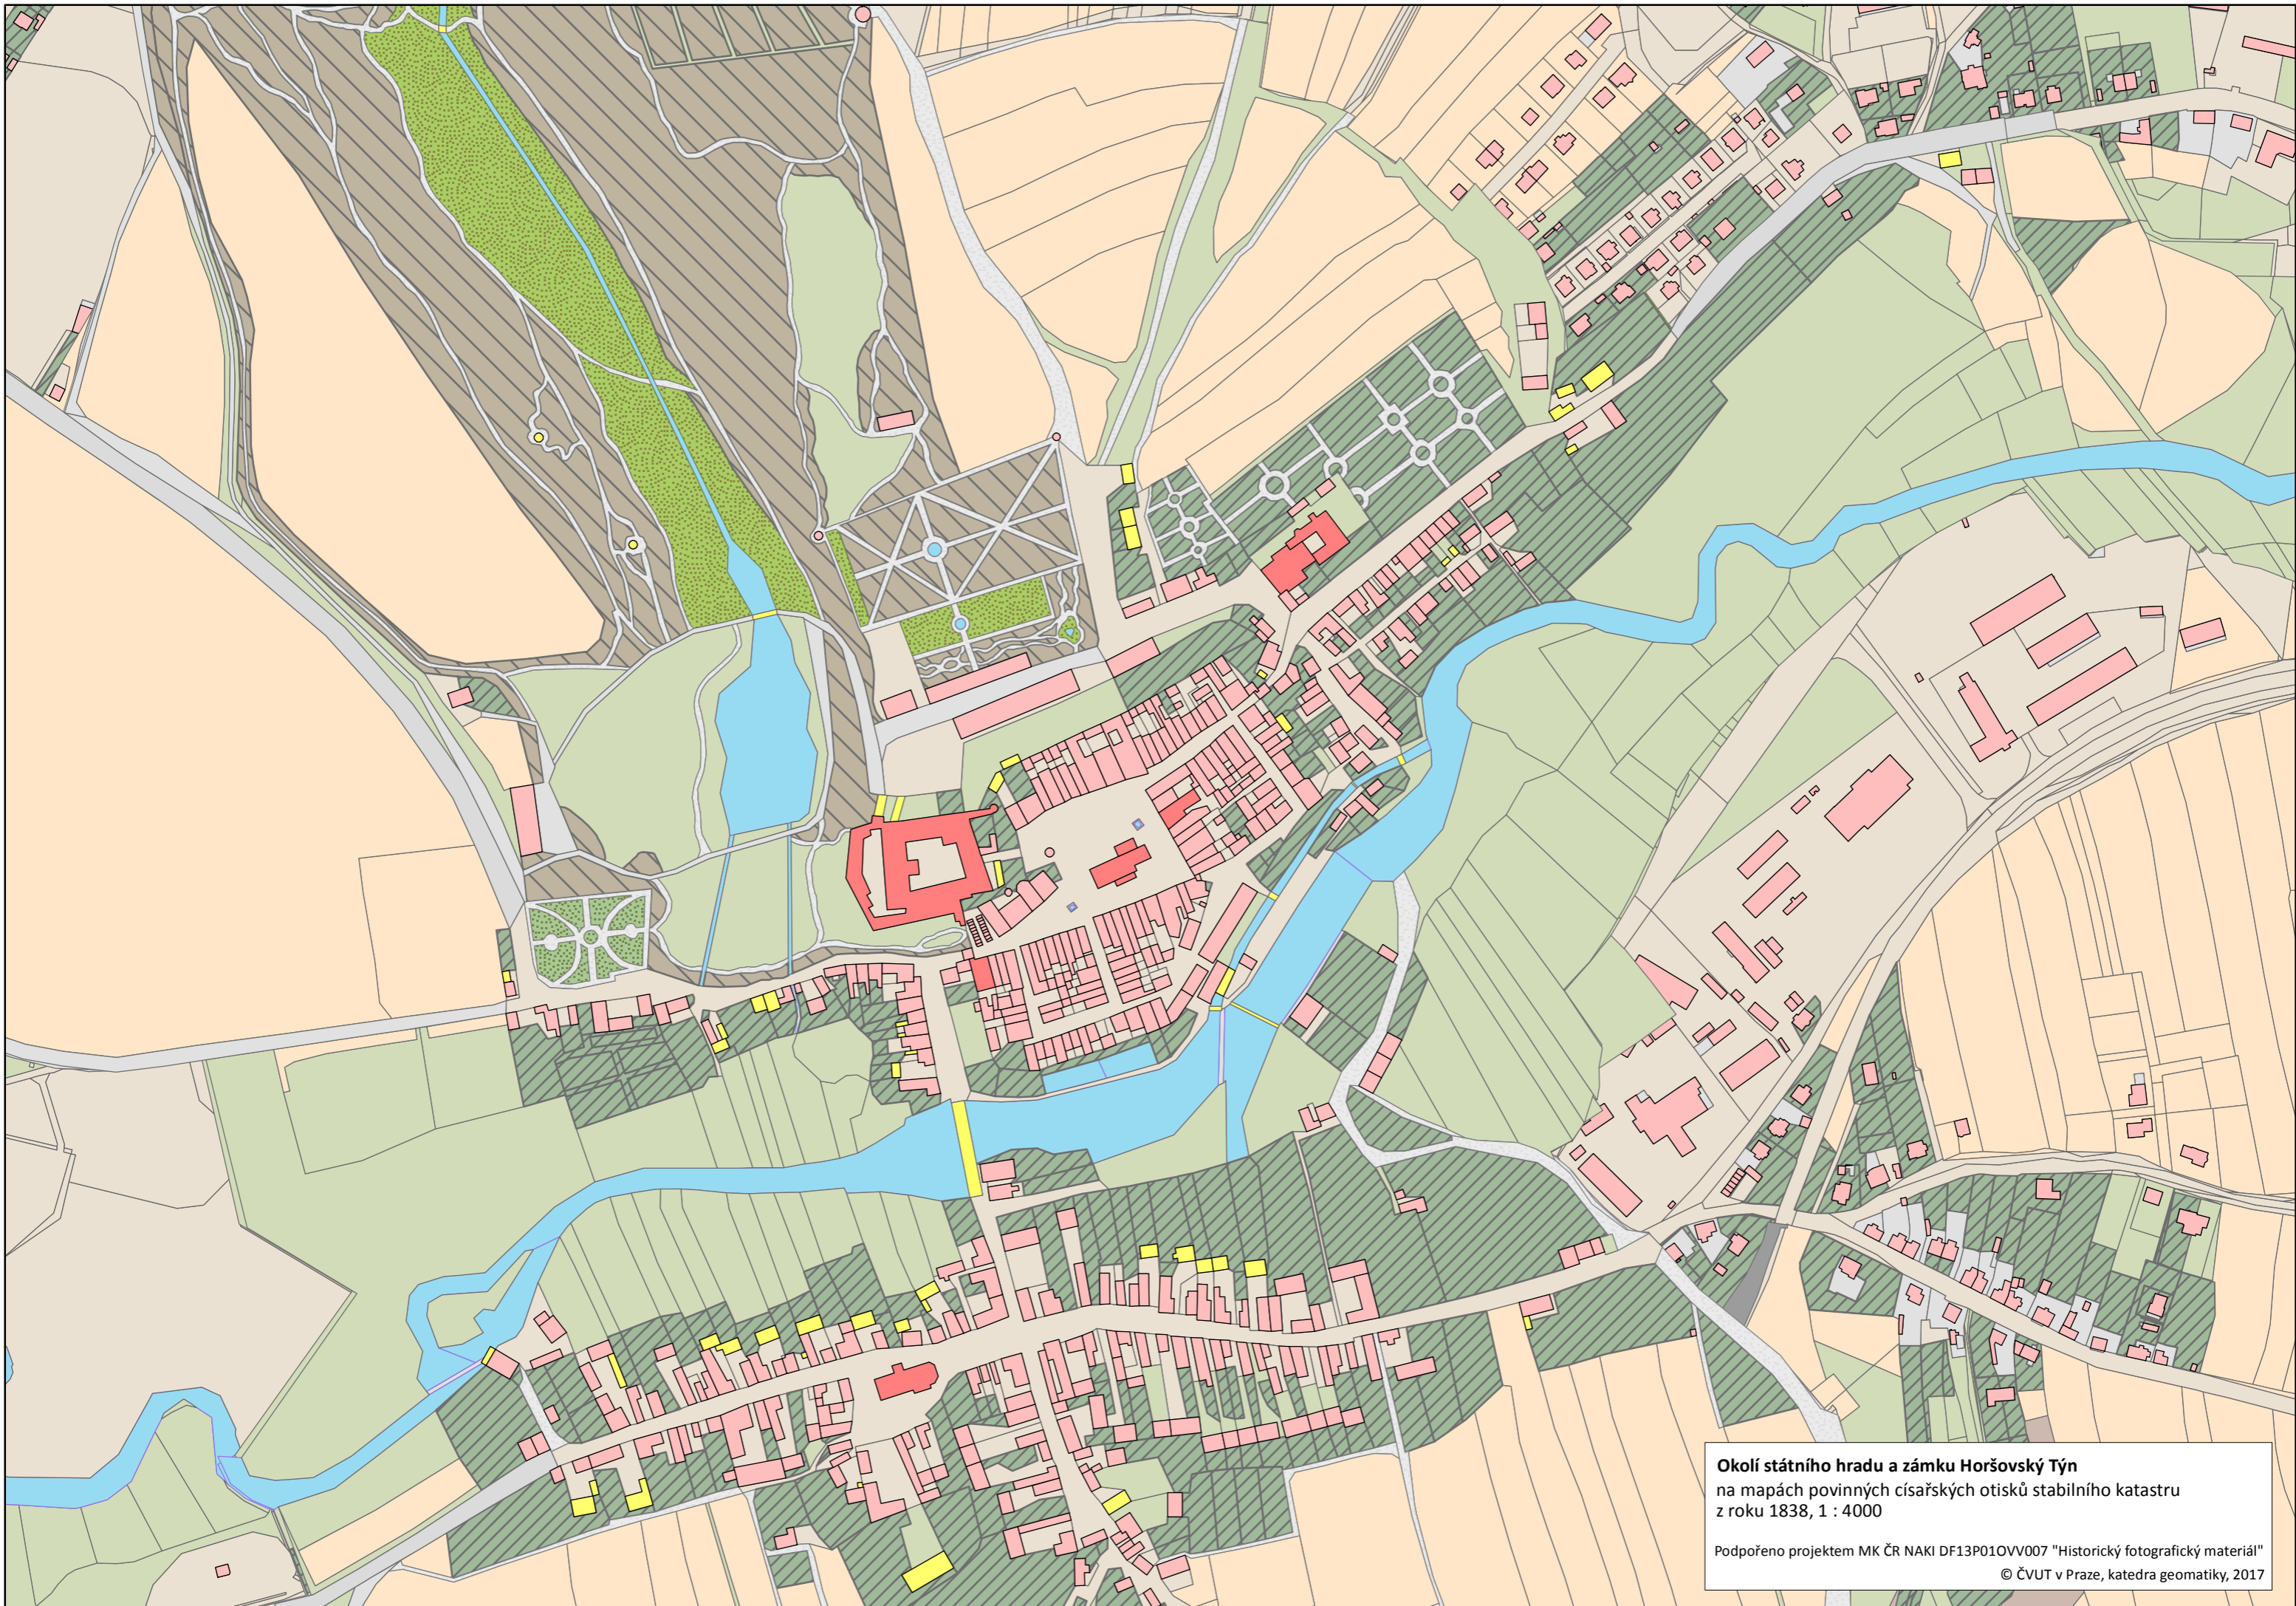 Okolí státního hradu a zámku Horšovský Týn
na mapách povinných císařských otisků stabilního katastru
z roku 1838, 1 : 4000
Podpořeno projektem MK ČR NAKI DF13P01OVV007 "Historický fotografický materiál"
© ČVUT v Praze, katedra geomatiky, 2017